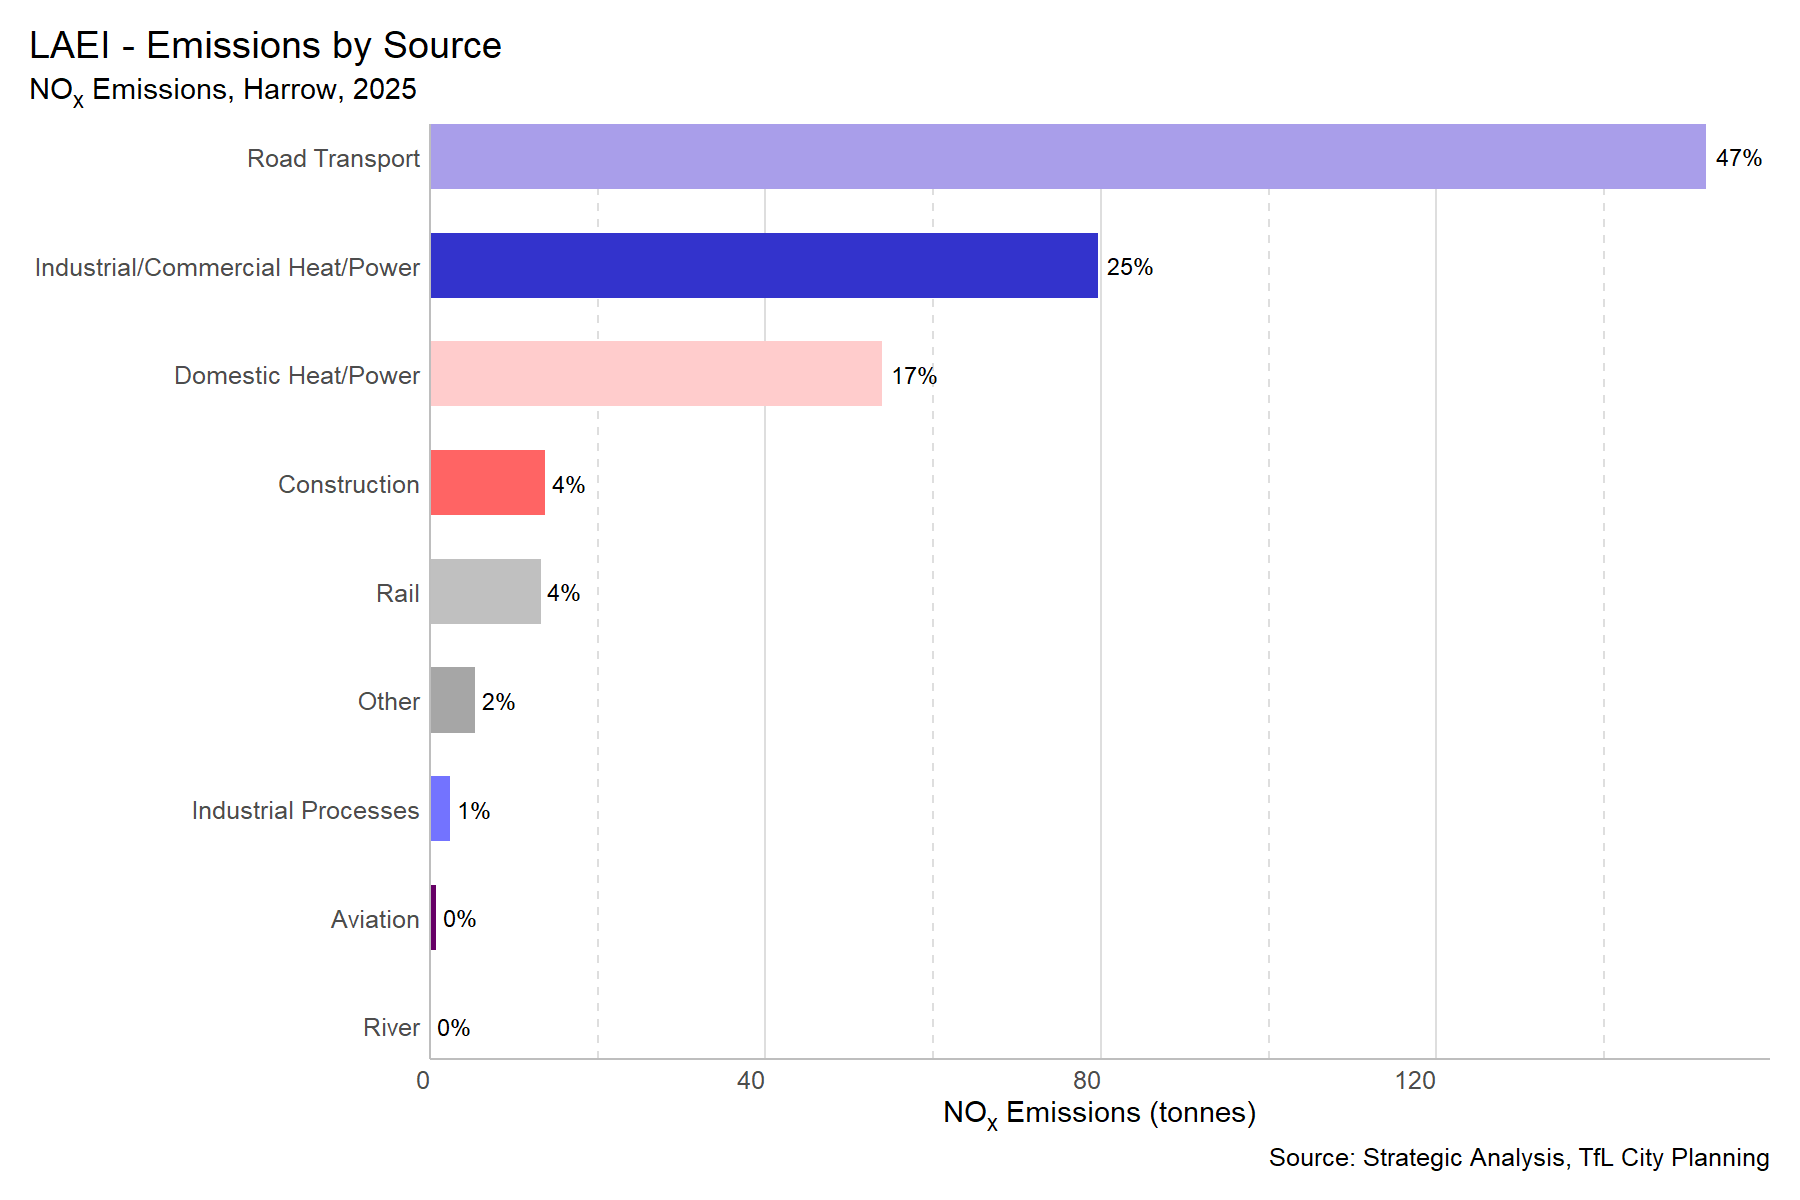 LAEI - Emissions by Source
NOx Emissions, Harrow, 2025
Road Transport 47%
Industrial/Commercial Heat/Power 25%
Domestic Heat/Power 17%
Construction 4%
Rail 4%
Other 2%
Industrial Processes 1%
Aviation 0%
River 0%
0 40 80 120
NOx Emissions (tonnes)
Source: Strategic Analysis, TfL City Planning